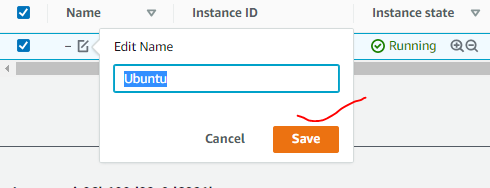 Name Instance ID Instance state
– Running
Edit Name
Ubuntu
Cancel Save